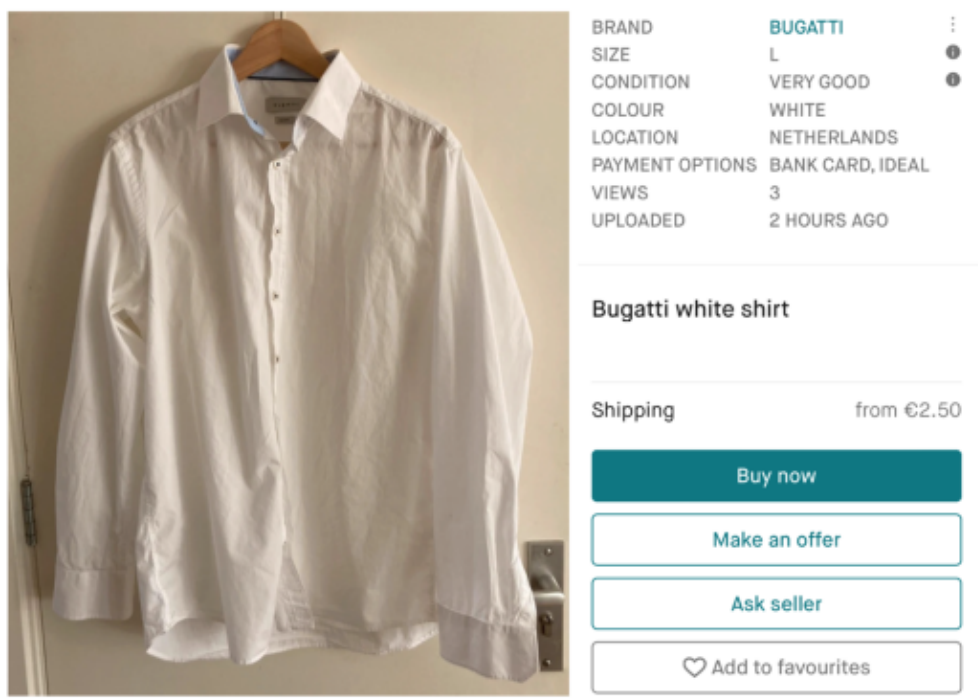 BRAND BUGATTI
SIZE L
CONDITION VERY GOOD
COLOUR WHITE
LOCATION NETHERLANDS
PAYMENT OPTIONS BANK CARD, IDEAL
VIEWS 3
UPLOADED 2 HOURS AGO
Bugatti white shirt
Shipping from €2.50
Buy now
Make an offer
Ask seller
Add to favourites